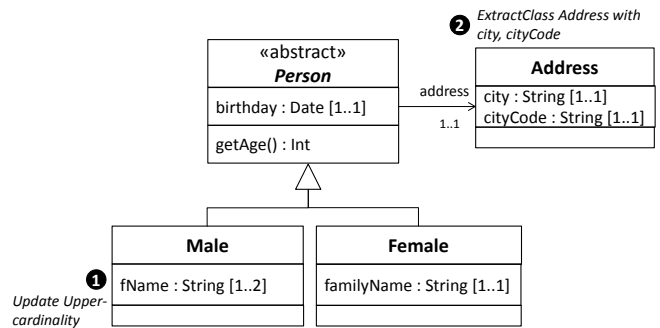 ❷ ExtractClass Address with
city, cityCode
«abstract»
Person
birthday : Date [1..1]
getAge() : Int
address
1..1
Address
city : String [1..1]
cityCode : String [1..1]
Male
fName : String [1..2]
Female
familyName : String [1..1]
❶
Update Upper-
cardinality